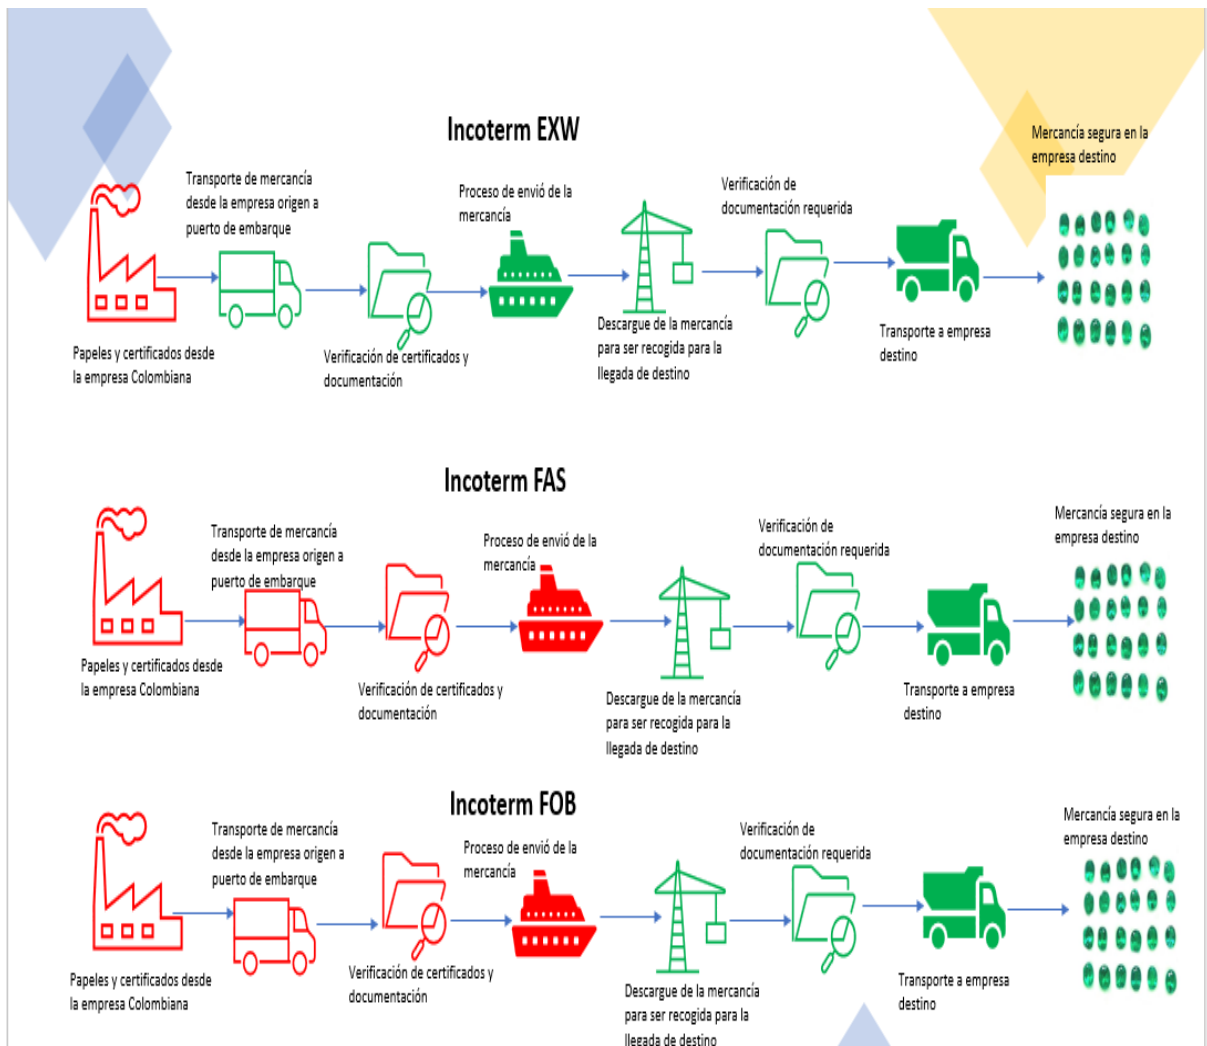 Incoterm EXW
Mercancía segura en la
empresa destino
Transporte de mercancía
desde la empresa origen a
puerto de embarque
Proceso de envió de la
mercancía
Verificación de
documentación requerida
Papeles y certificados desde
la empresa Colombiana
Verificación de certificados y
documentación
Descargue de la mercancía
para ser recogida para la
llegada de destino
Transporte a empresa
destino
Incoterm FAS
Transporte de mercancía
desde la empresa origen a
puerto de embarque
Proceso de envió de la
mercancía
Verificación de
documentación requerida
Mercancía segura en la
empresa destino
Papeles y certificados desde
la empresa Colombiana
Verificación de certificados y
documentación
Descargue de la mercancía
para ser recogida para la
llegada de destino
Transporte a empresa
destino
Incoterm FOB
Transporte de mercancía
desde la empresa origen a
puerto de embarque
Proceso de envió de la
mercancía
Verificación de
documentación requerida
Mercancía segura en la
empresa destino
Papeles y certificados desde
la empresa Colombiana
Verificación de certificados y
documentación
Descargue de la mercancía
para ser recogida para la
llegada de destino
Transporte a empresa
destino